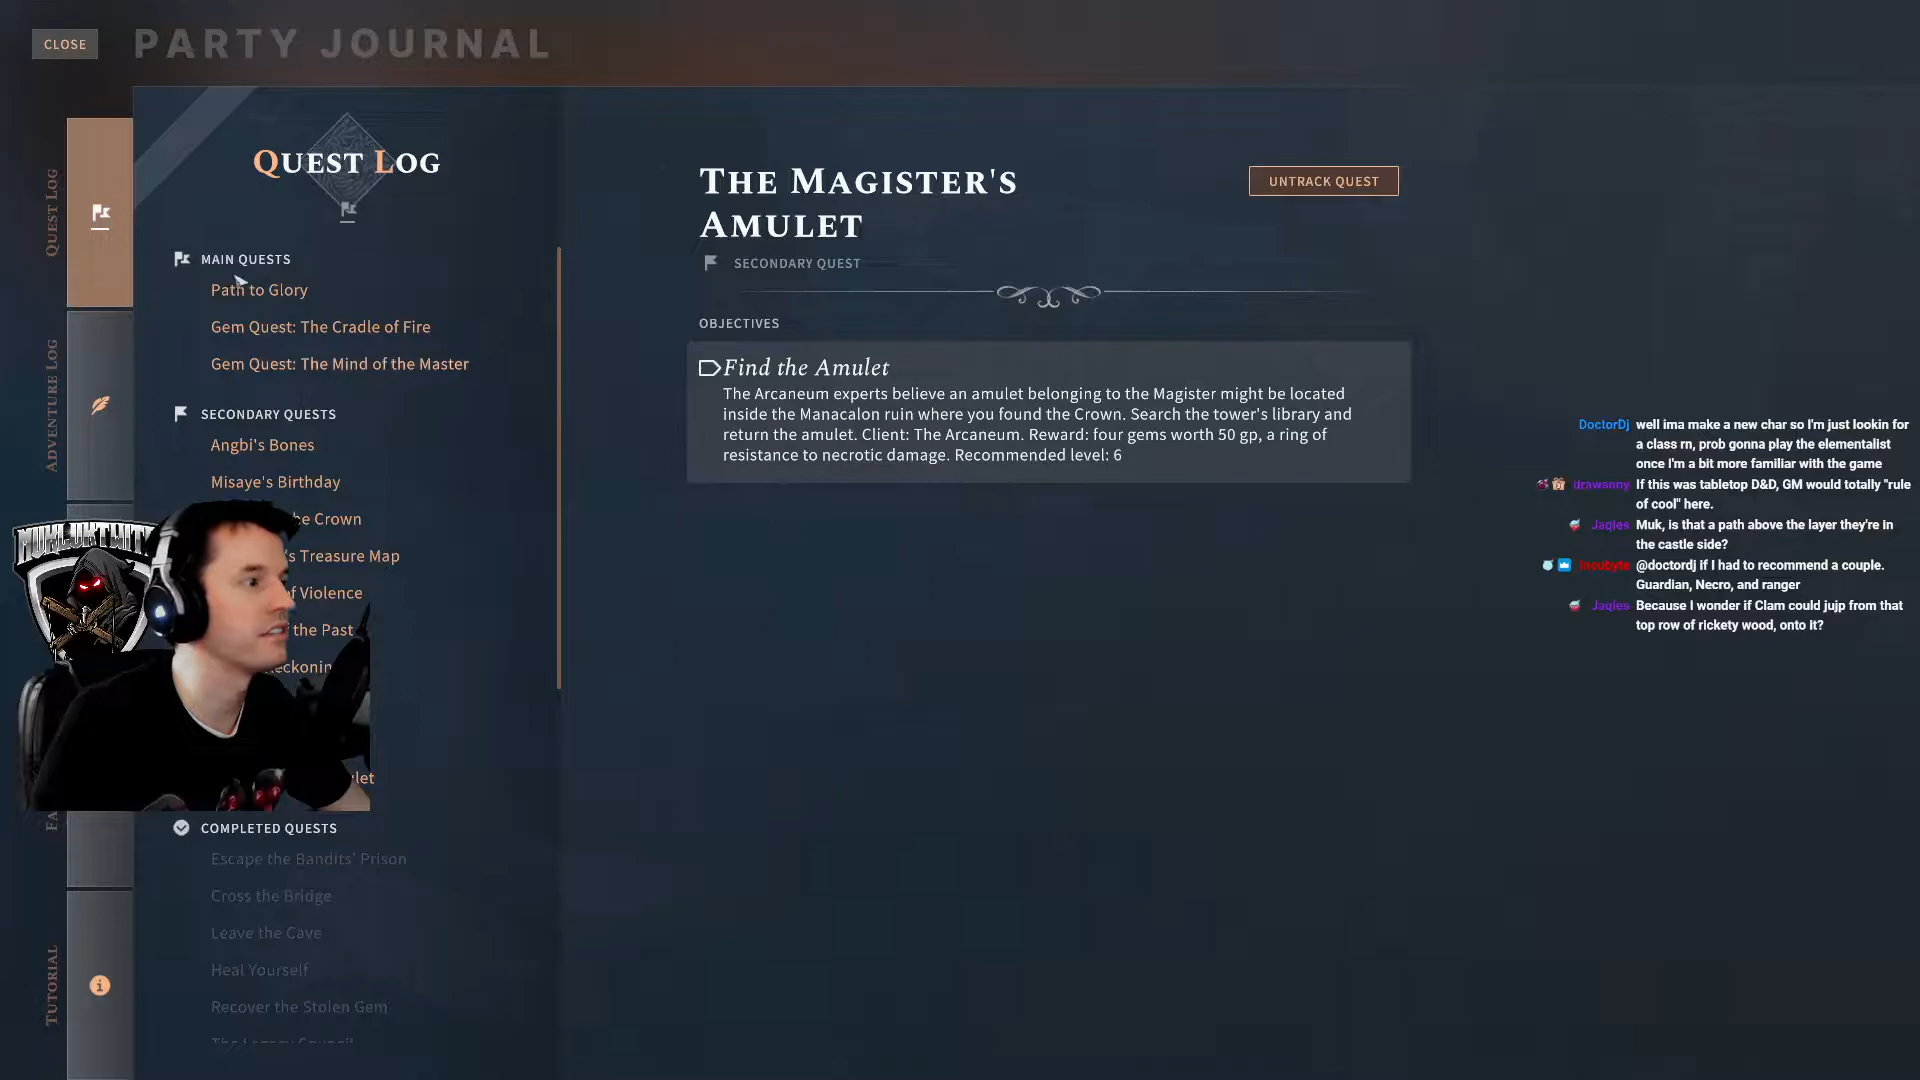 CLOSE
PARTY JOURNAL
QUEST LOG
ADVENTURE LOG
TUTORIAL
QUEST LOG
MAIN QUESTS
Path to Glory
Gem Quest: The Cradle of Fire
Gem Quest: The Mind of the Master
SECONDARY QUESTS
Angbi's Bones
Misaye's Birthday
the Crown
's Treasure Map
of Violence
the Past
COMPLETED QUESTS
Escape the Bandits' Prison
Cross the Bridge
Leave the Cave
Heal Yourself
Recover the Stolen Gem
THE MAGISTER'S
AMULET
UNTRACK QUEST
SECONDARY QUEST
OBJECTIVES
Find the Amulet
The Arcaneum experts believe an amulet belonging to the Magister might be located
inside the Manacalon ruin where you found the Crown. Search the tower's library and
return the amulet. Client: The Arcaneum. Reward: four gems worth 50 gp, a ring of
resistance to necrotic damage. Recommended level: 6
DoctorDj well ima make a new char so I'm just lookin for
a class rn, prob gonna play the elementalist
once I'm a bit more familiar with the game
drawsony If this was tabletop D&D, GM would totally "rule
of cool" here.
Jaqles Muk, is that a path above the layer they're in
the castle side?
Incubyte @doctordj if I had to recommend a couple.
Guardian, Necro, and ranger
Jaqles Because I wonder if Clam could jujp from that
top row of rickety wood, onto it?